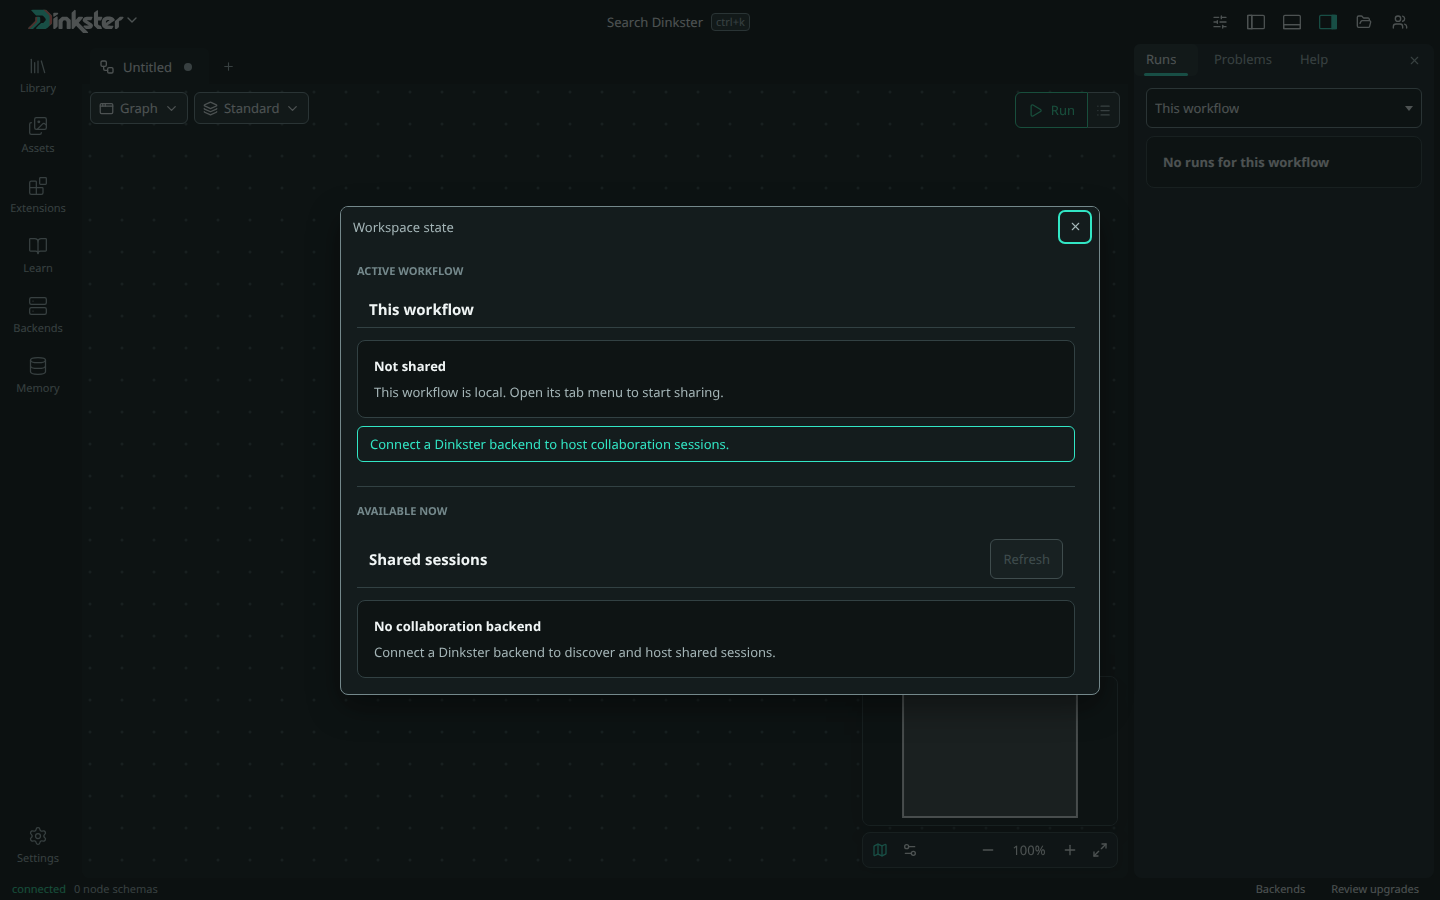 Dinkster
Search Dinkster ctrl+k
Untitled
Runs Problems Help
Library
Assets
Extensions
Learn
Backends
Memory
Settings
Graph Standard
Run
This workflow
No runs for this workflow
Workspace state
ACTIVE WORKFLOW
This workflow
Not shared
This workflow is local. Open its tab menu to start sharing.
Connect a Dinkster backend to host collaboration sessions.
AVAILABLE NOW
Shared sessions
Refresh
No collaboration backend
Connect a Dinkster backend to discover and host shared sessions.
100%
connected 0 node schemas
Backends Review upgrades